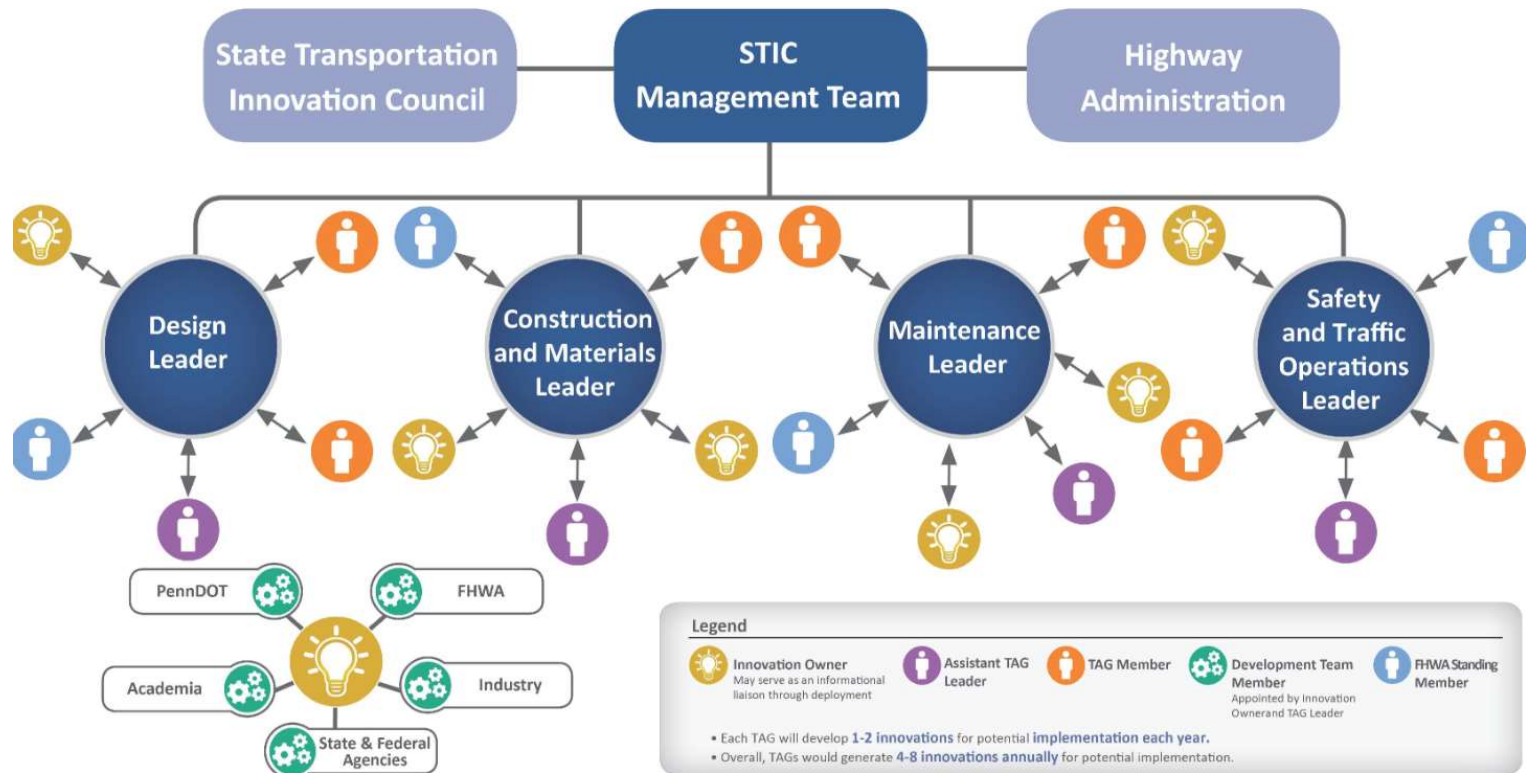 State Transportation
Innovation Council
STIC
Management Team
Highway
Administration
Design
Leader
Construction
and Materials
Leader
Maintenance
Leader
Safety
and Traffic
Operations
Leader
PennDOT
FHWA
Academia
Industry
State & Federal
Agencies
Legend
Innovation Owner
May serve as an informational
liaison through deployment
Assistant TAG
Leader
TAG Member
Development Team
Member
Appointed by Innovation
Ownerand TAG Leader
FHWA Standing
Member
• Each TAG will develop 1-2 innovations for potential implementation each year.
• Overall, TAGs would generate 4-8 innovations annually for potential implementation.